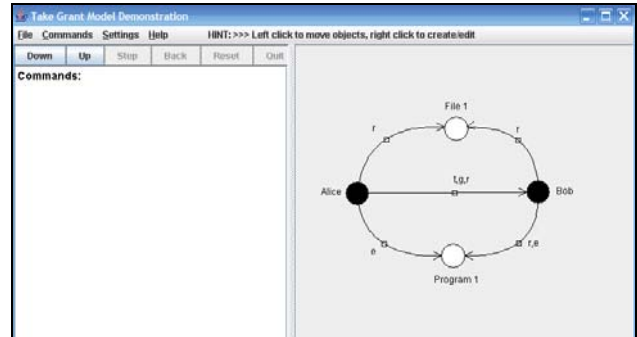 Take Grant Model Demonstration
File Commands Settings Help HINT: >>> Left click to move objects, right click to create/edit
Down Up Stop Back Reset Quit
Commands:
File 1
r r
t,g,r
Alice Bob
e r,e
Program 1